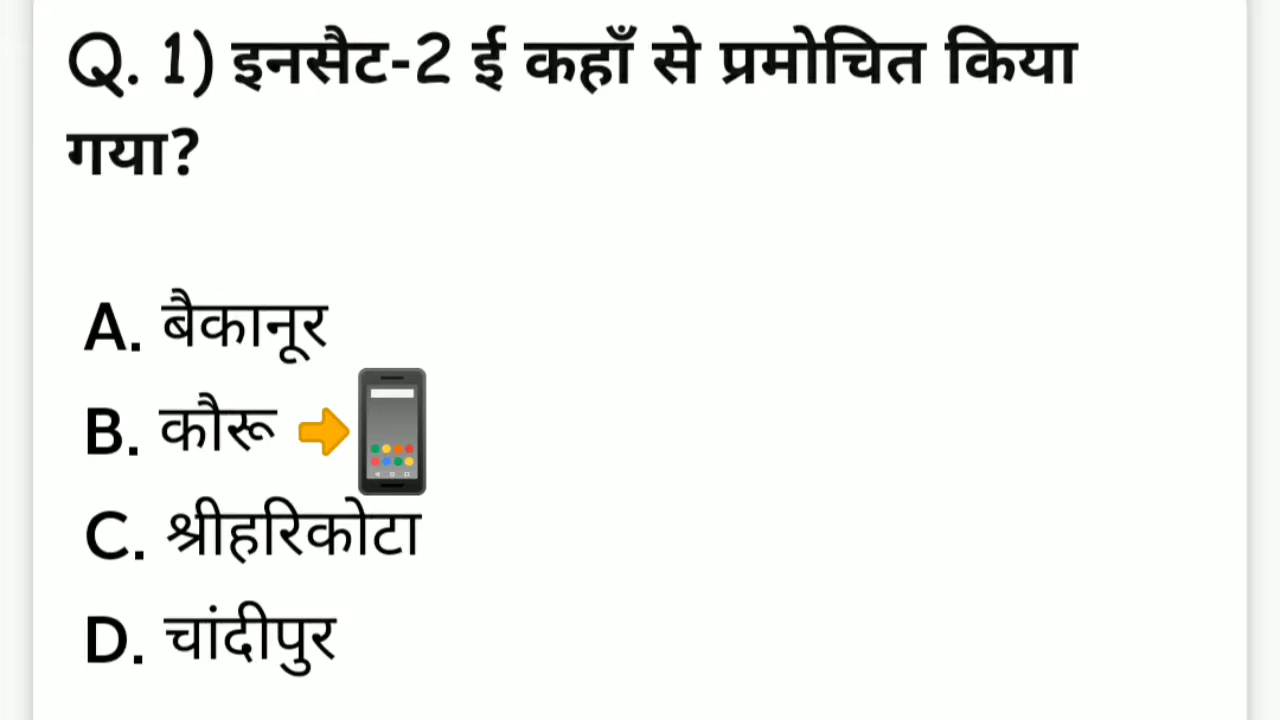 Q. 1) इनसैट-2 ई कहाँ से प्रमोचित किया
गया?
A. बैकानूर
B. कौरू ➡📱
C. श्रीहरिकोटा
D. चांदीपुर